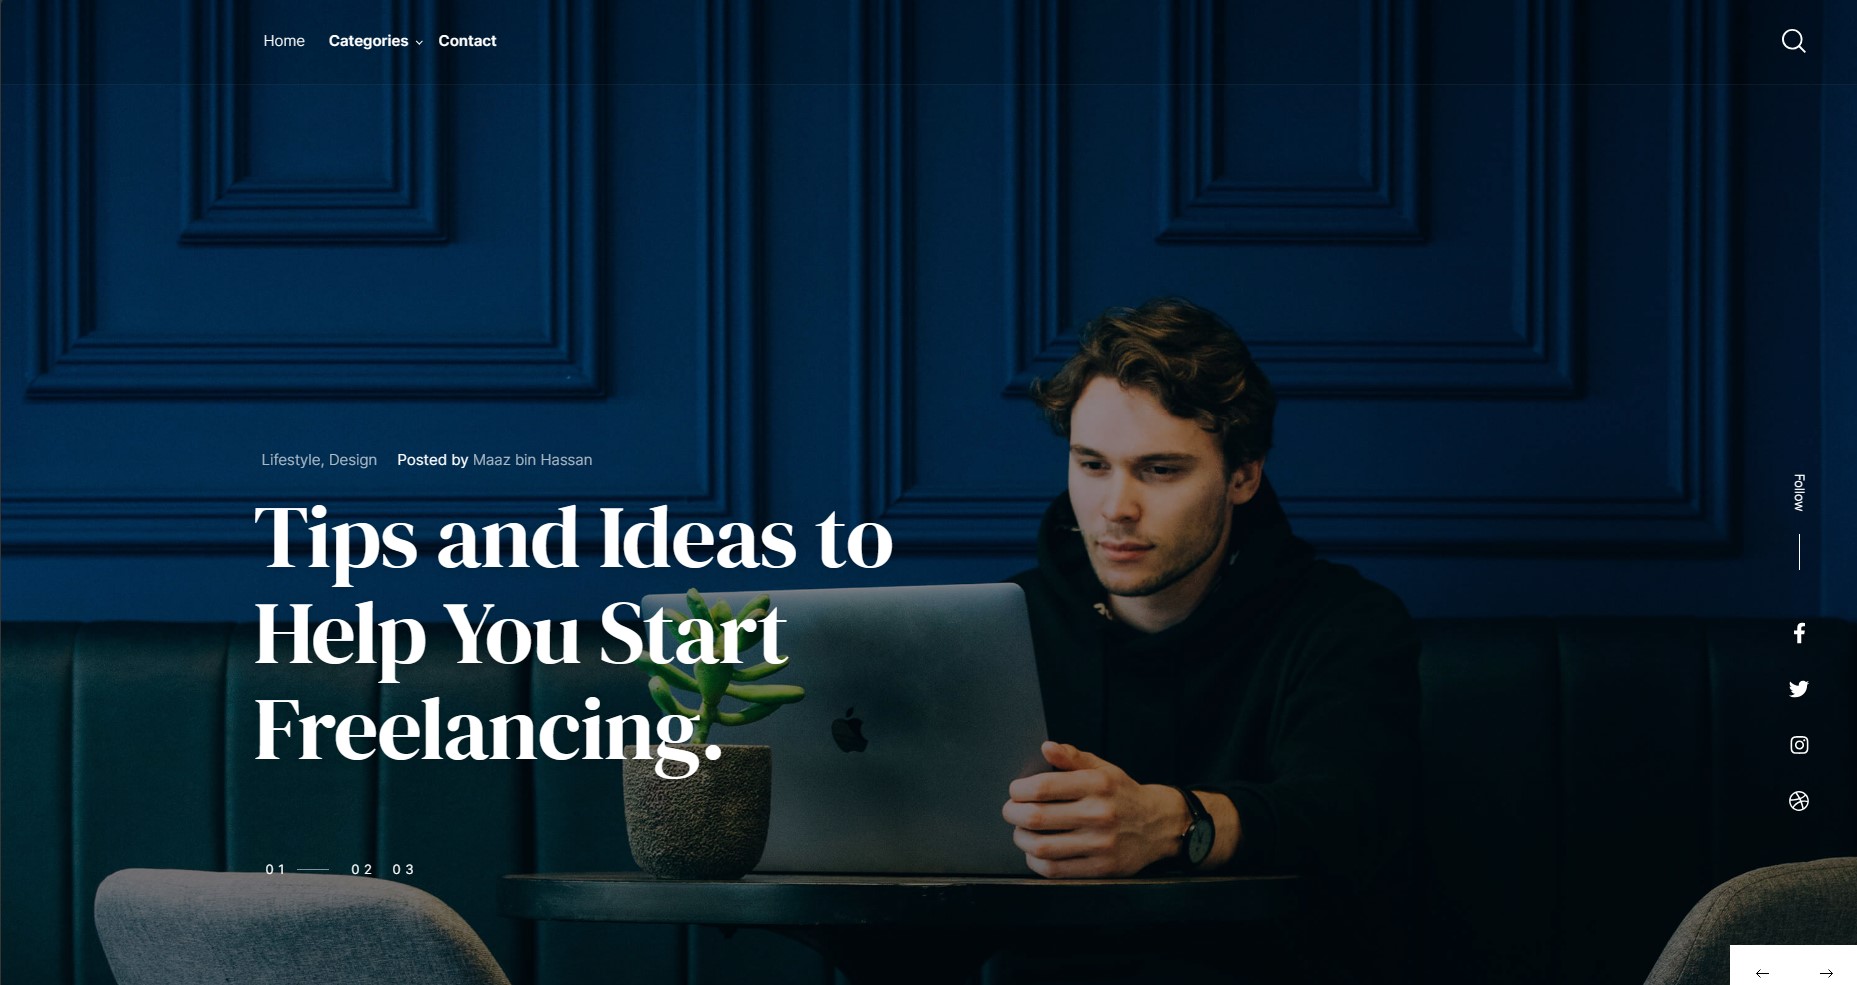 Home Categories Contact
Lifestyle, Design Posted by Maaz bin Hassan
Tips and Ideas to
Help You Start
Freelancing.
Follow
01 02 03